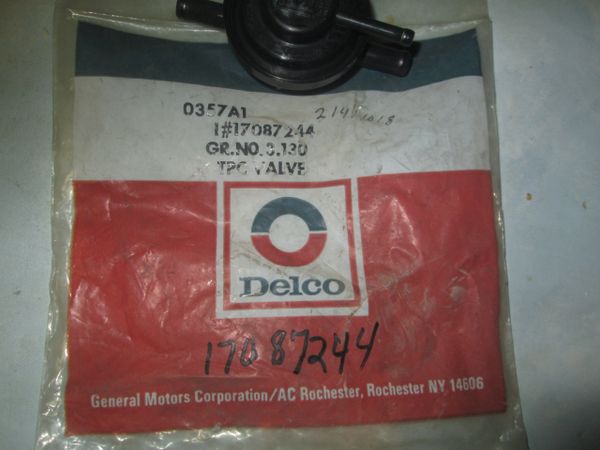 0357A1
1#17087244
GR.NO.3.130
TPC VALVE
Delco
17087244
General Motors Corporation/AC Rochester, Rochester NY 14606